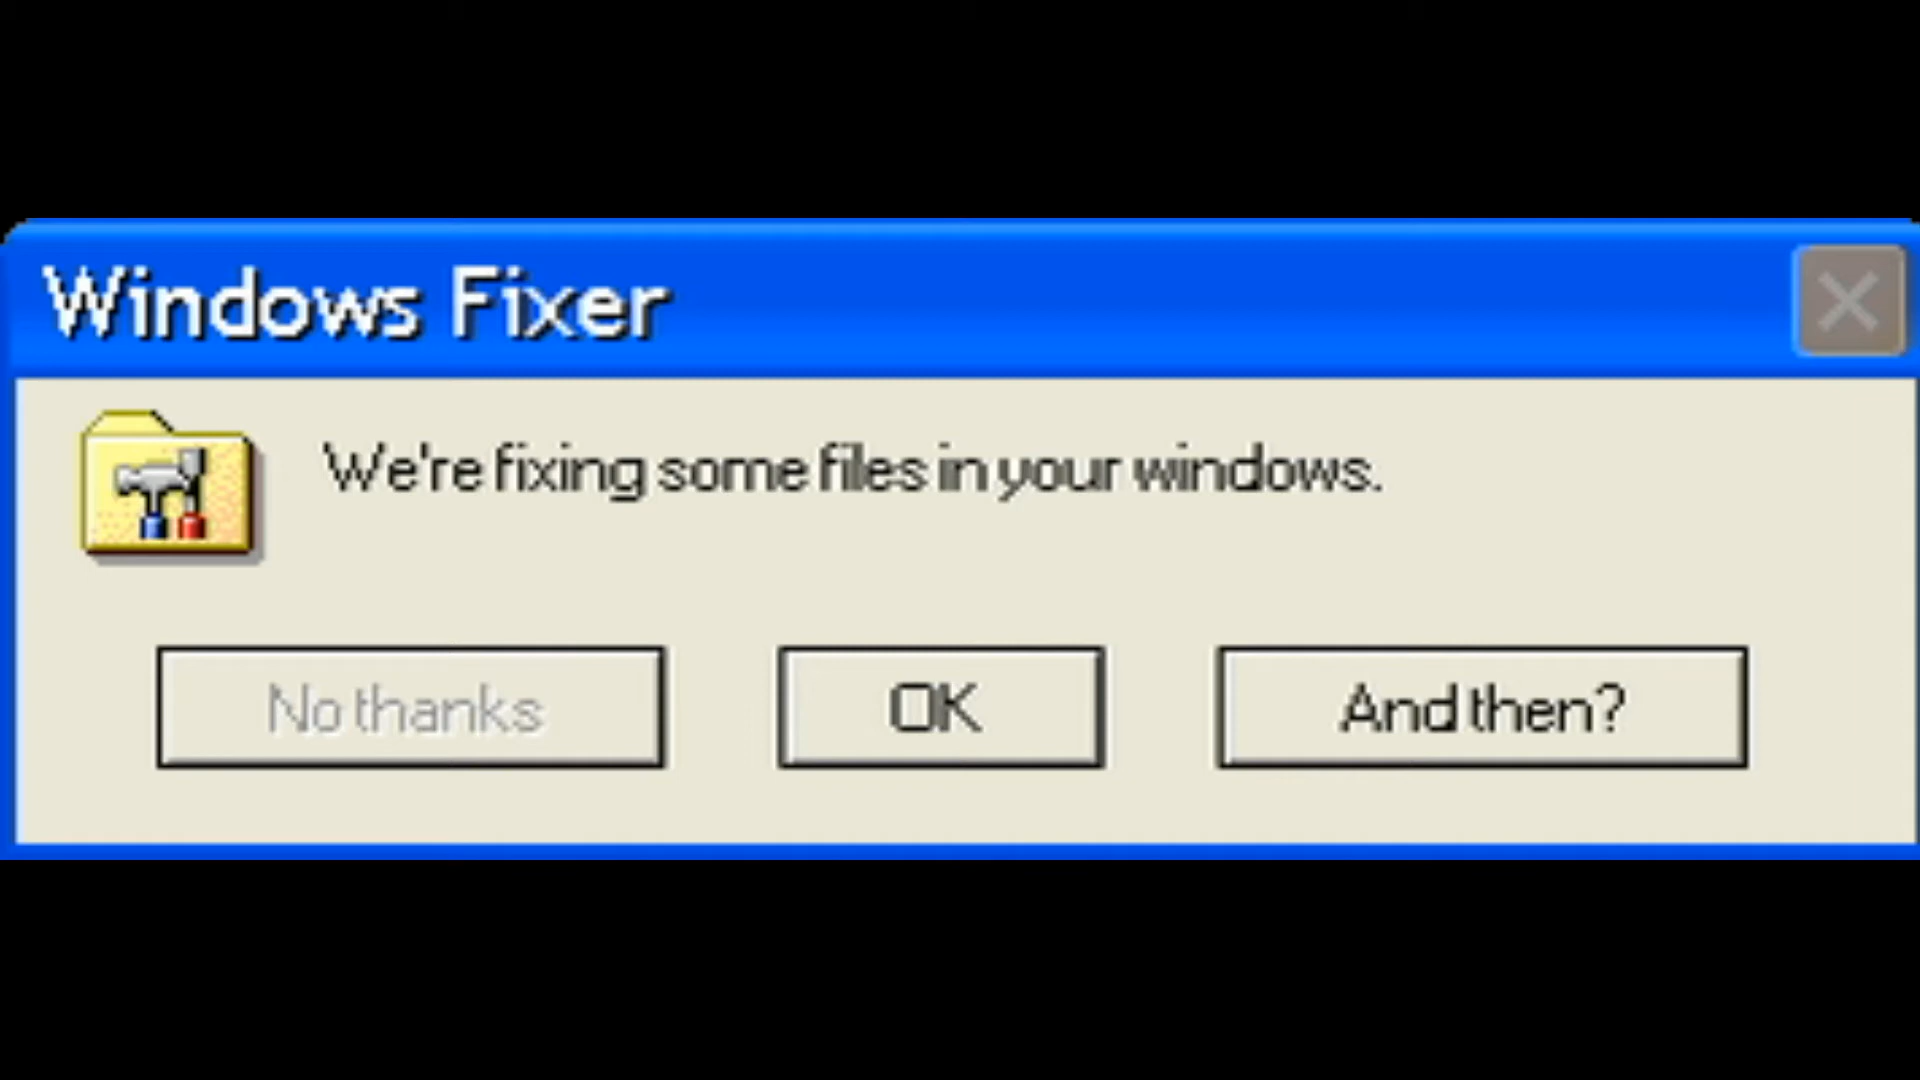 Windows Fixer
We're fixing some files in your windows.
No thanks
OK
And then?